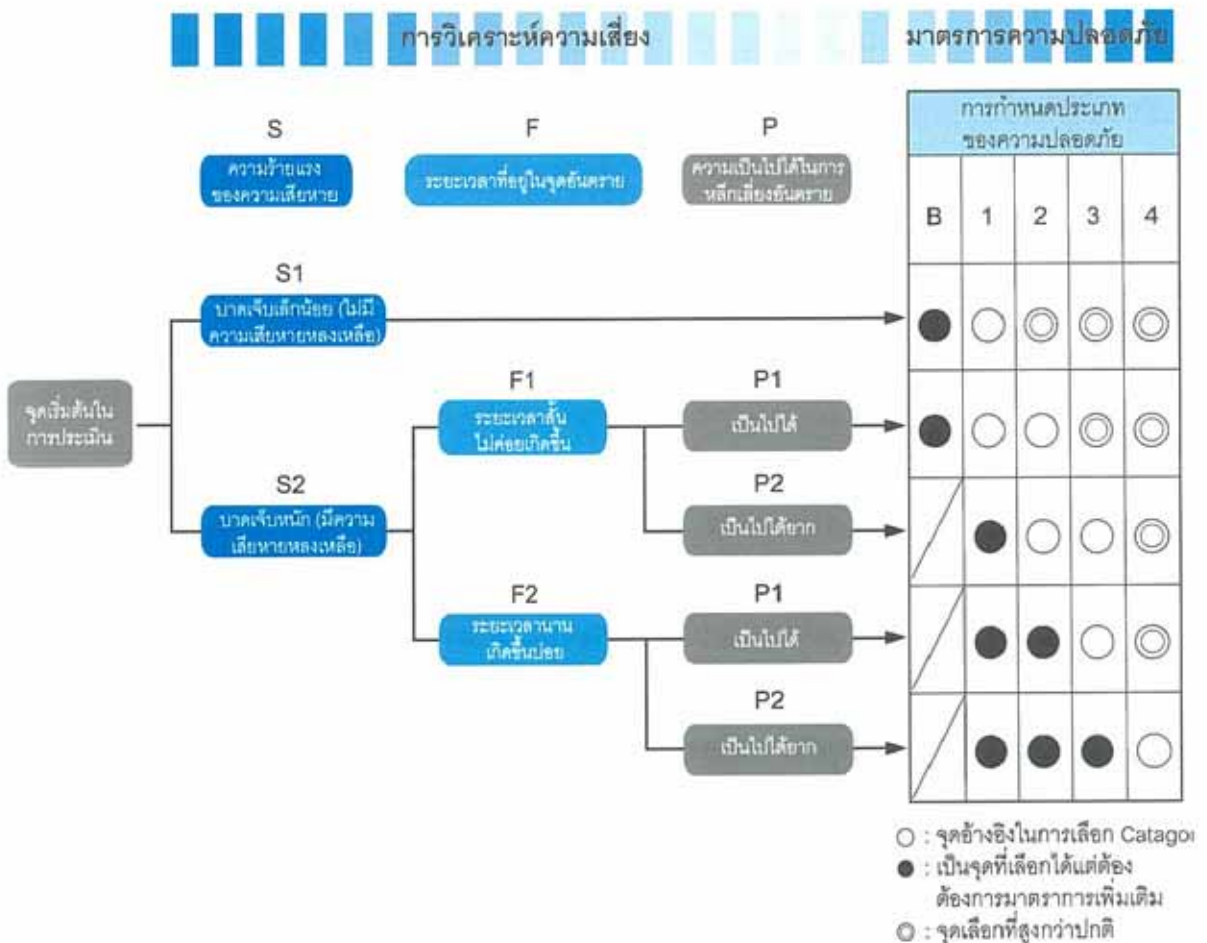 การวิเคราะห์ความเสี่ยง
มาตรการความปลอดภัย
S
F
P
ความร้ายแรง
ของความเสียหาย
ระยะเวลาที่อยู่ในจุดอันตราย
ความเป็นไปได้ในการ
หลีกเลี่ยงอันตราย
การกำหนดประเภท
ของความปลอดภัย
B 1 2 3 4
S1
บาดเจ็บเล็กน้อย (ไม่มี
ความเสียหายหลงเหลือ)
จุดเริ่มต้นใน
การประเมิน
F1
ระยะเวลาสั้น
ไม่ค่อยเกิดขึ้น
P1
เป็นไปได้
S2
บาดเจ็บหนัก (มีความ
เสียหายหลงเหลือ)
P2
เป็นไปได้ยาก
F2
ระยะเวลานาน
เกิดขึ้นบ่อย
P1
เป็นไปได้
P2
เป็นไปได้ยาก
○ : จุดอ้างอิงในการเลือก Catagor
● : เป็นจุดที่เลือกได้แต่ต้อง
ต้องการมาตราการเพิ่มเติม
◎ : จุดเลือกที่สูงกว่าปกติ